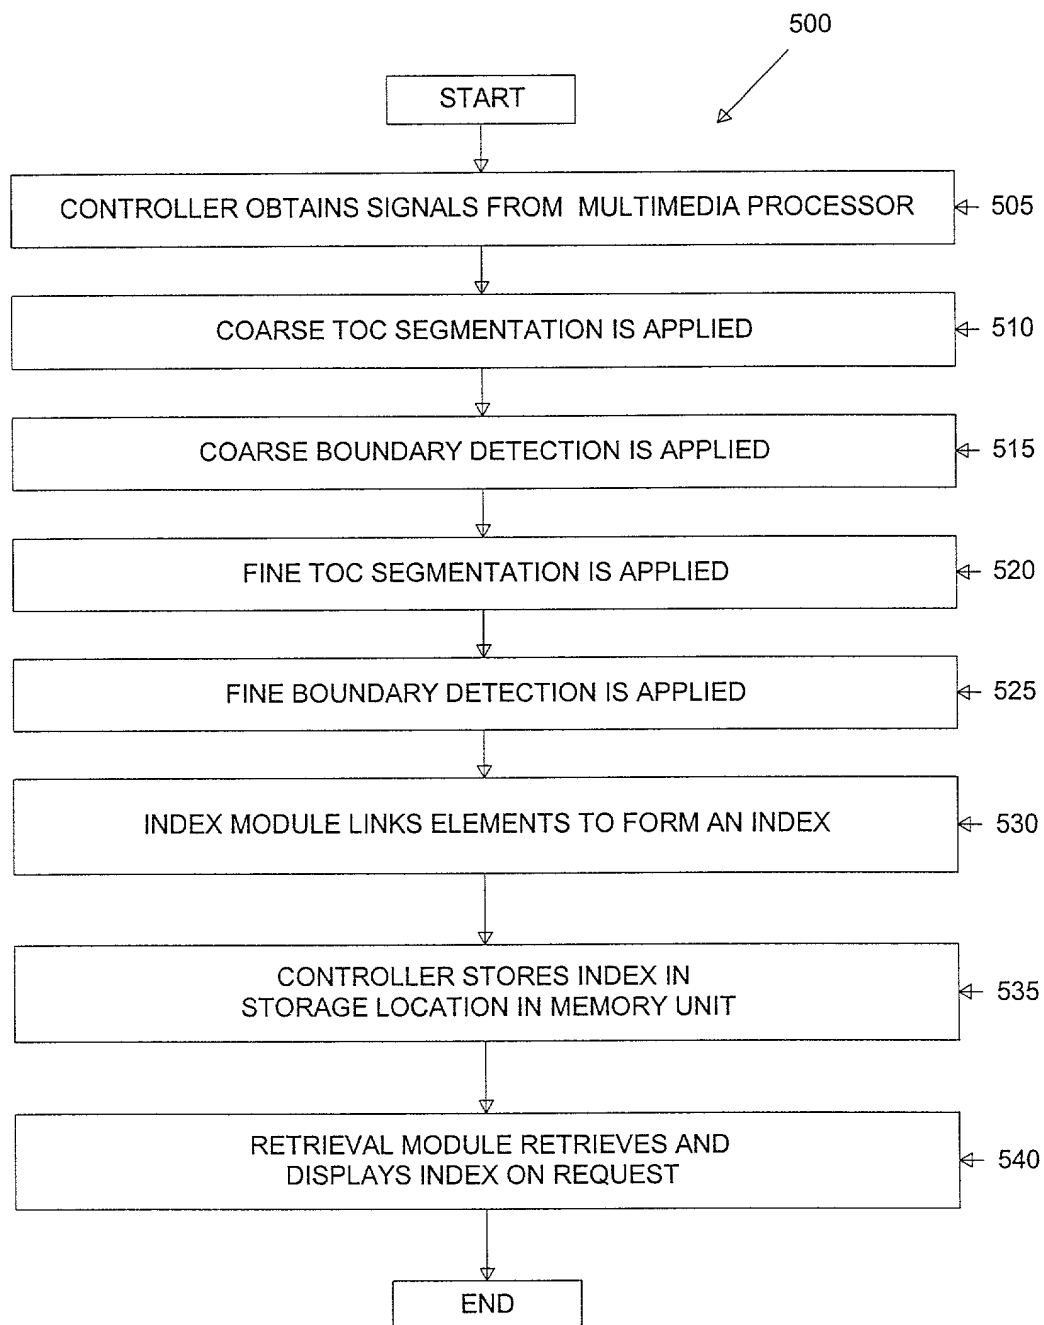 500
START
CONTROLLER OBTAINS SIGNALS FROM MULTIMEDIA PROCESSOR
505
COARSE TOC SEGMENTATION IS APPLIED
510
COARSE BOUNDARY DETECTION IS APPLIED
515
FINE TOC SEGMENTATION IS APPLIED
520
FINE BOUNDARY DETECTION IS APPLIED
525
INDEX MODULE LINKS ELEMENTS TO FORM AN INDEX
530
CONTROLLER STORES INDEX IN
STORAGE LOCATION IN MEMORY UNIT
535
RETRIEVAL MODULE RETRIEVES AND
DISPLAYS INDEX ON REQUEST
540
END